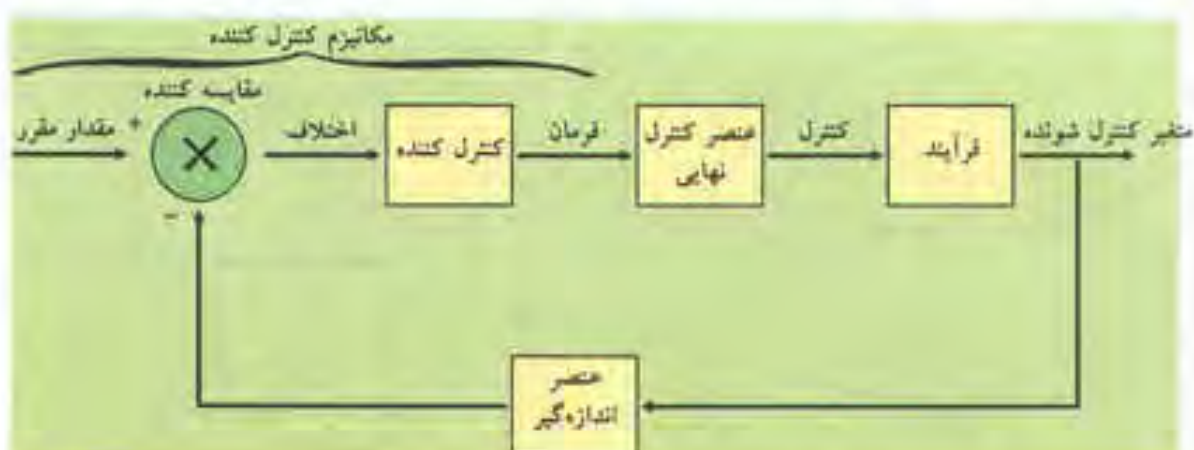 مکانیزم کنترل کننده
مقایسه کننده
مقدار مقرر +
اختلاف
کنترل کننده
فرمان
عنصر کنترل
نهایی
کنترل
فرآیند
متغیر کنترل شونده
-
عنصر
اندازه‌گیر